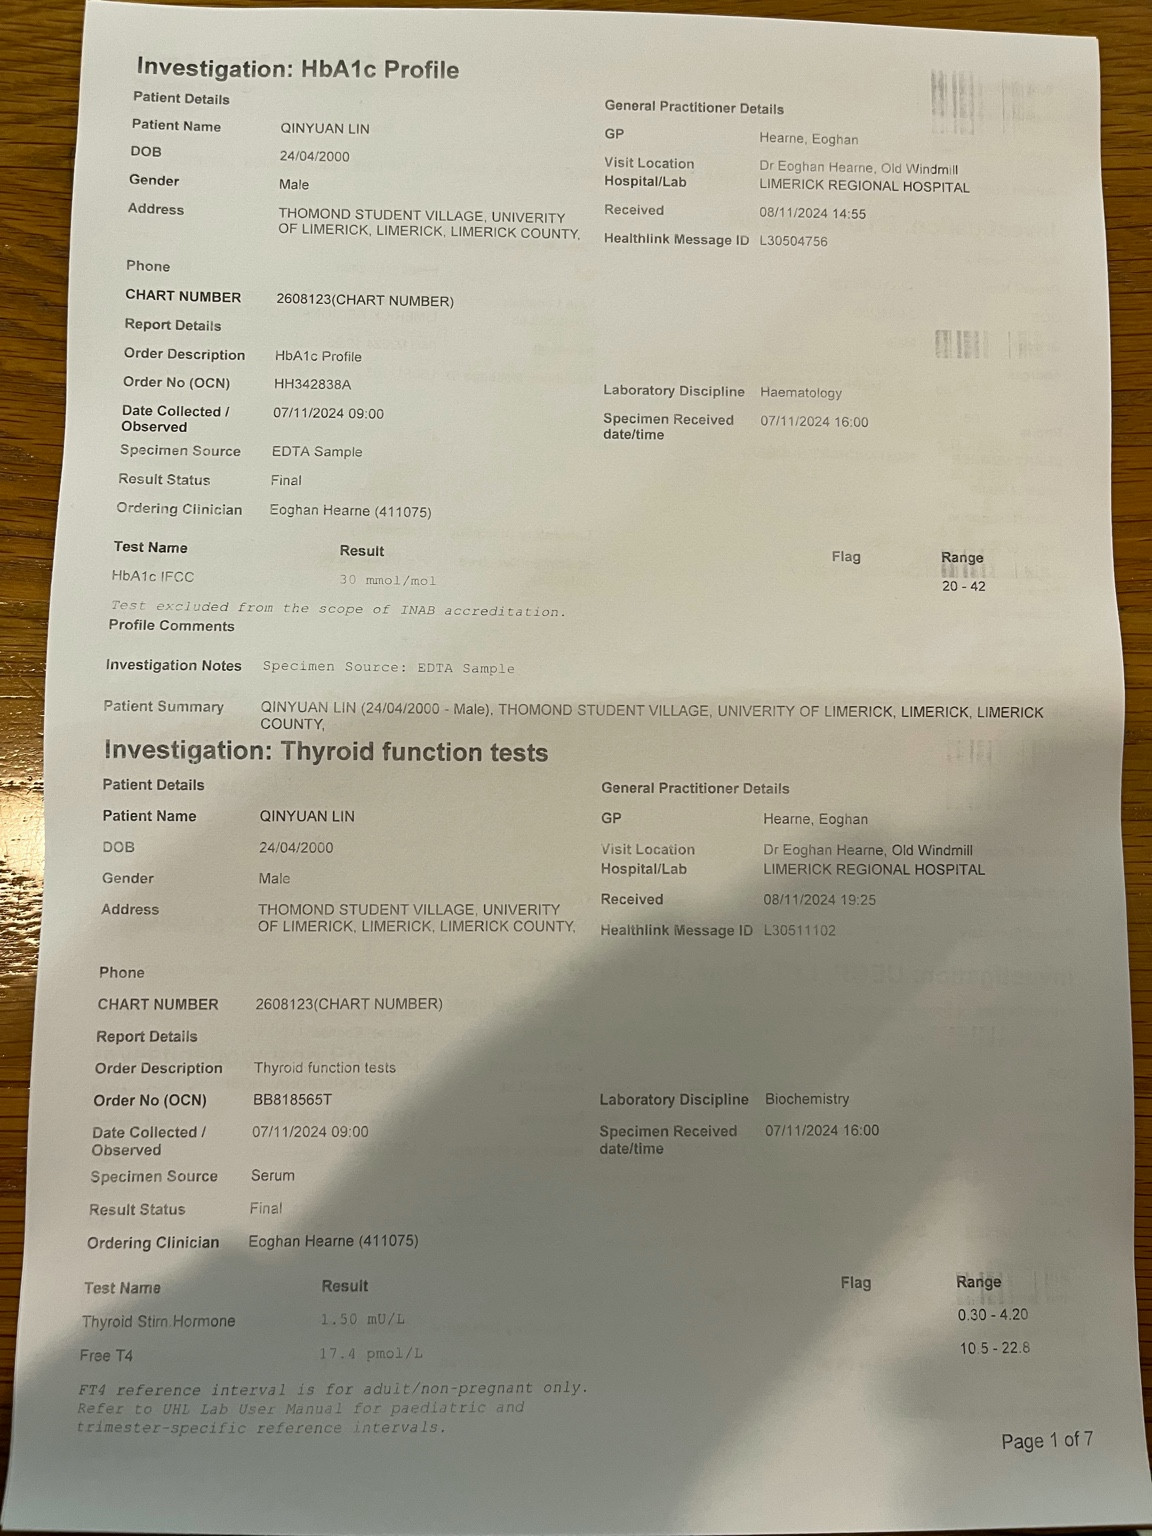 Investigation: HbA1c Profile
Patient Details
General Practitioner Details
Patient Name QINYUAN LIN
GP Hearne, Eoghan
DOB 24/04/2000
Visit Location Dr Eoghan Hearne, Old Windmill
Gender Male
Hospital/Lab LIMERICK REGIONAL HOSPITAL
Address THOMOND STUDENT VILLAGE, UNIVERITY
OF LIMERICK, LIMERICK, LIMERICK COUNTY,
Received 08/11/2024 14:55
Healthlink Message ID L30504756
Phone
CHART NUMBER 2608123(CHART NUMBER)
Report Details
Order Description HbA1c Profile
Order No (OCN) HH342838A
Laboratory Discipline Haematology
Date Collected / 07/11/2024 09:00
Observed
Specimen Received 07/11/2024 16:00
date/time
Specimen Source EDTA Sample
Result Status Final
Ordering Clinician Eoghan Hearne (411075)
Test Name Result Flag Range
HbA1c IFCC 30 mmol/mol 20 - 42
Test excluded from the scope of INAB accreditation.
Profile Comments
Investigation Notes Specimen Source: EDTA Sample
Patient Summary QINYUAN LIN (24/04/2000 - Male), THOMOND STUDENT VILLAGE, UNIVERITY OF LIMERICK, LIMERICK, LIMERICK
COUNTY,
Investigation: Thyroid function tests
Patient Details
General Practitioner Details
Patient Name QINYUAN LIN
GP Hearne, Eoghan
DOB 24/04/2000
Visit Location Dr Eoghan Hearne, Old Windmill
Gender Male
Hospital/Lab LIMERICK REGIONAL HOSPITAL
Address THOMOND STUDENT VILLAGE, UNIVERITY
OF LIMERICK, LIMERICK, LIMERICK COUNTY,
Received 08/11/2024 19:25
Healthlink Message ID L30511102
Phone
CHART NUMBER 2608123(CHART NUMBER)
Report Details
Order Description Thyroid function tests
Order No (OCN) BB818565T
Laboratory Discipline Biochemistry
Date Collected / 07/11/2024 09:00
Observed
Specimen Received 07/11/2024 16:00
date/time
Specimen Source Serum
Result Status Final
Ordering Clinician Eoghan Hearne (411075)
Test Name Result Flag Range
Thyroid Stim.Hormone 1.50 mU/L 0.30 - 4.20
Free T4 17.4 pmol/L 10.5 - 22.8
FT4 reference interval is for adult/non-pregnant only.
Refer to UHL Lab User Manual for paediatric and
trimester-specific reference intervals.
Page 1 of 7